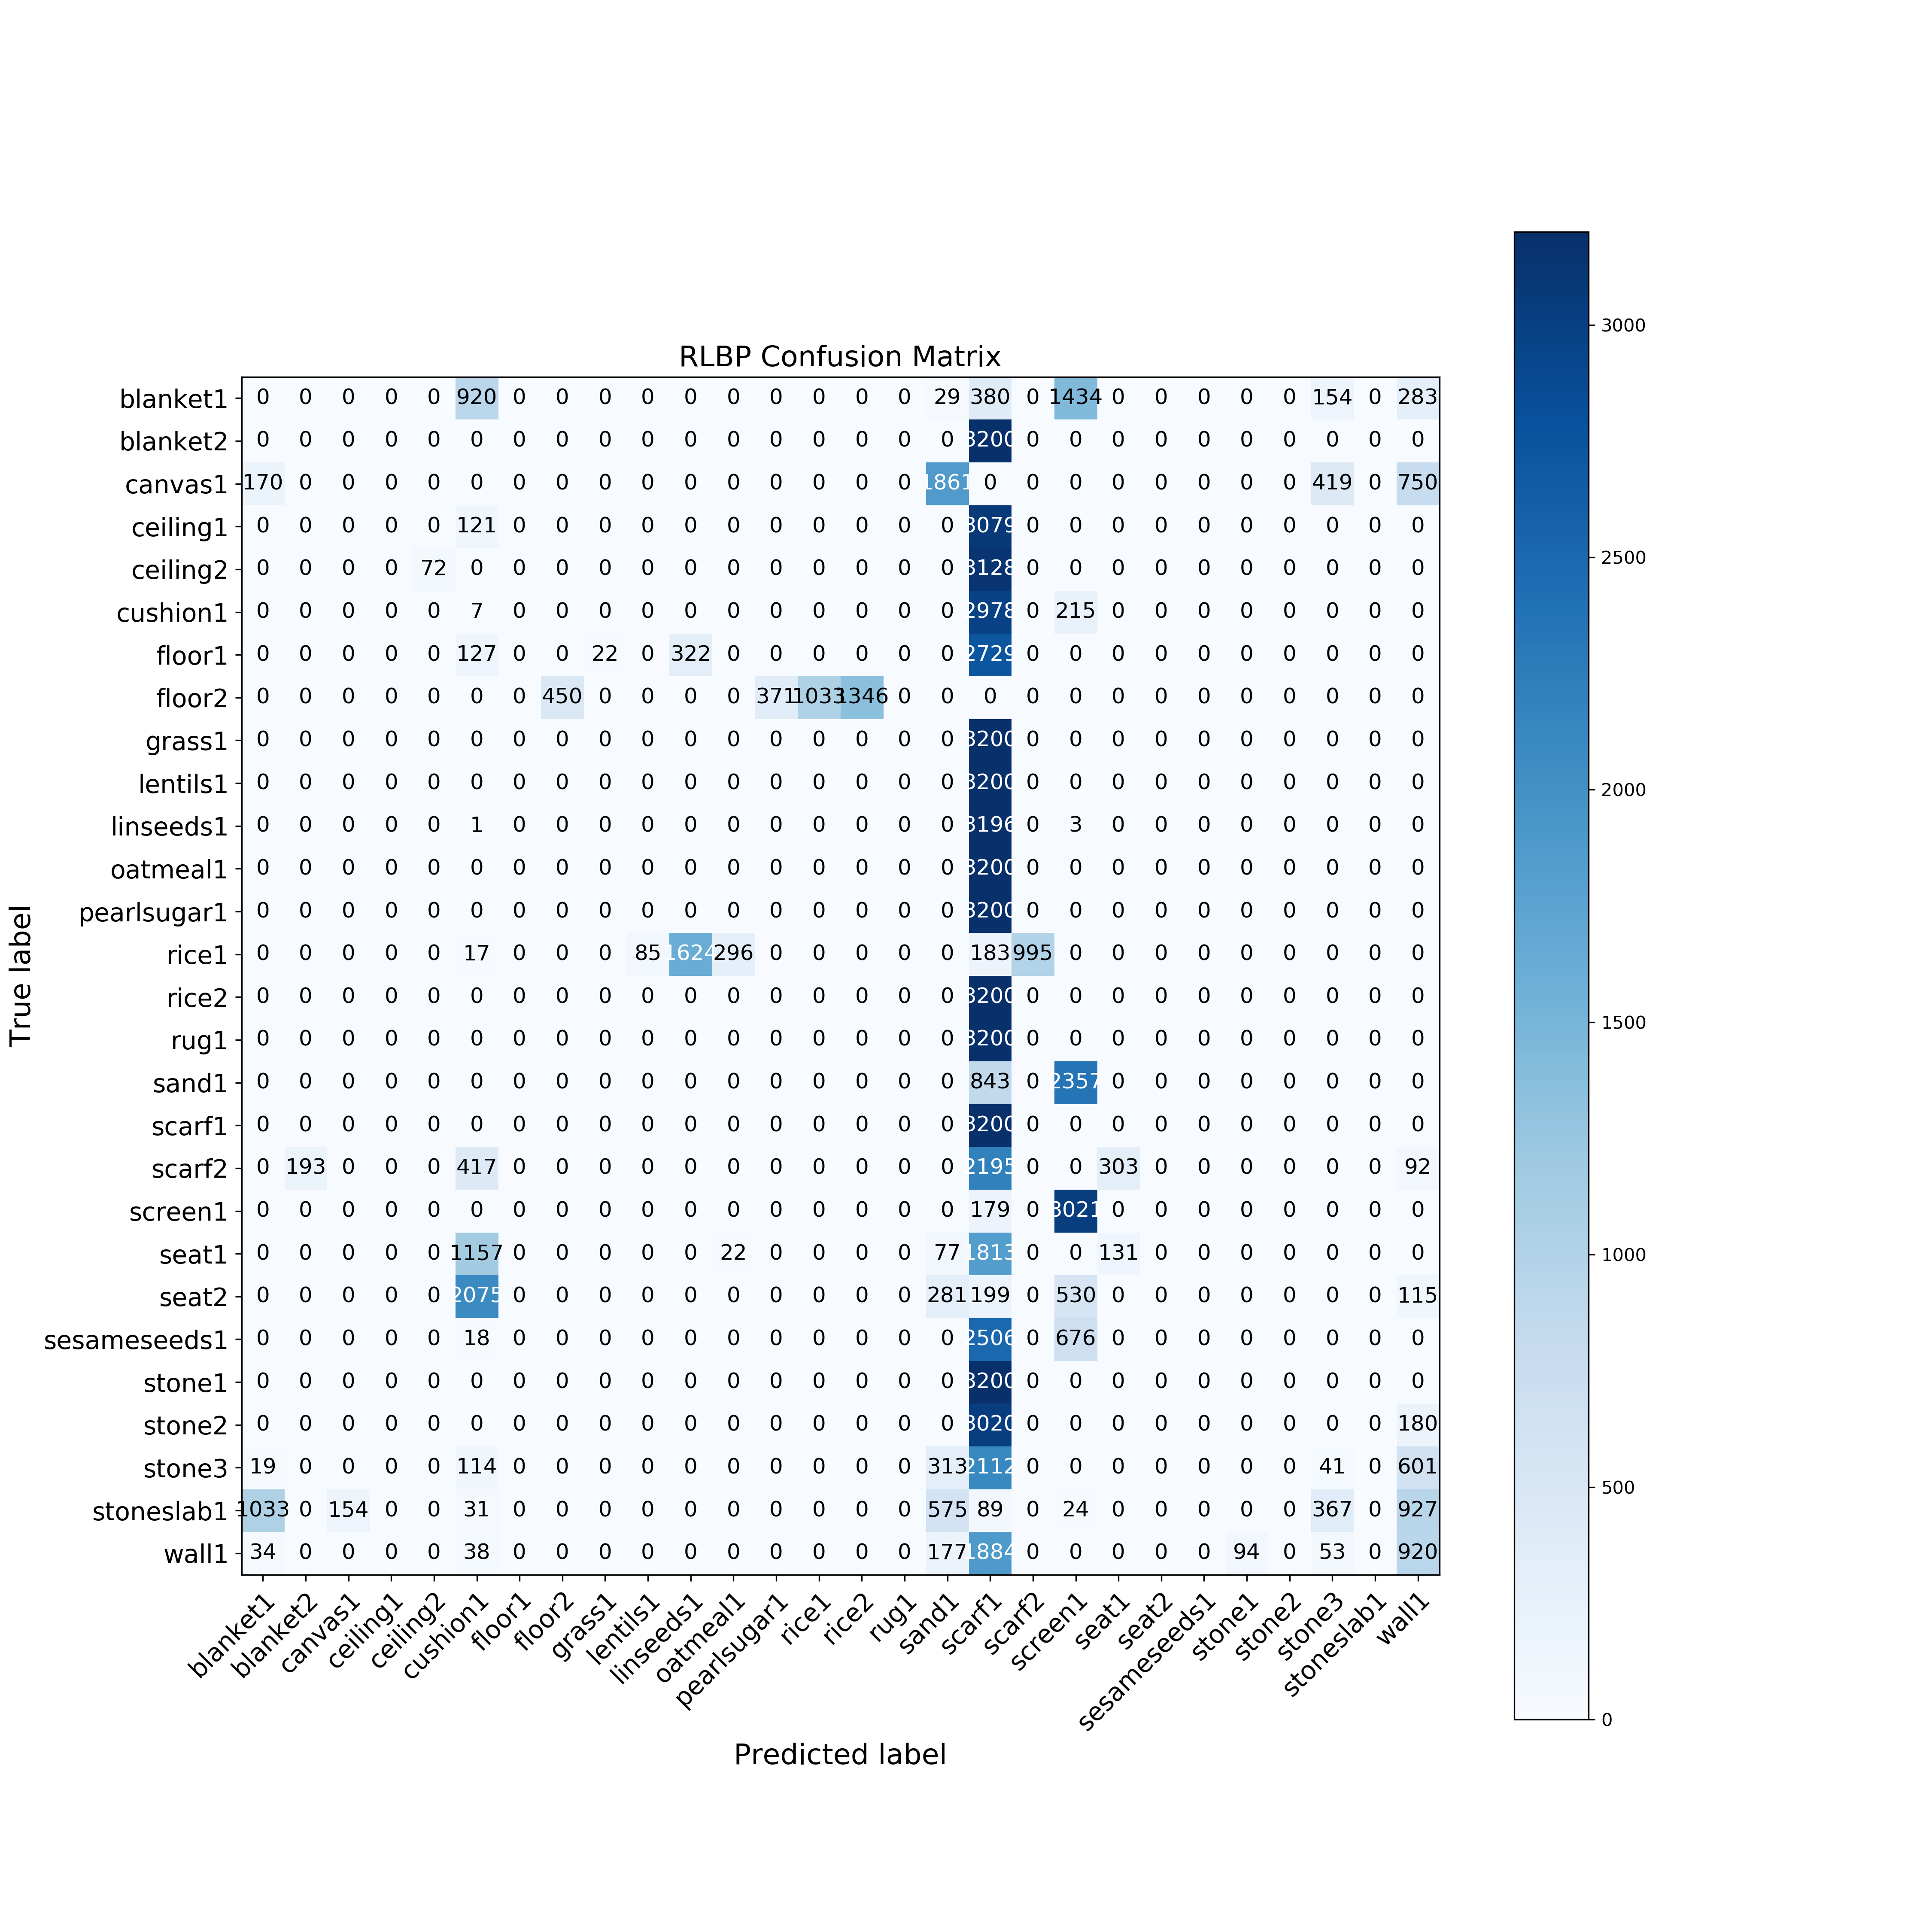 RLBP Confusion Matrix
blanket1 0 0 0 0 0 920 0 0 0 0 0 0 0 0 0 0 29 380 0 1434 0 0 0 0 0 154 0 283
blanket2 0 0 0 0 0 0 0 0 0 0 0 0 0 0 0 0 0 3200 0 0 0 0 0 0 0 0 0 0
canvas1 170 0 0 0 0 0 0 0 0 0 0 0 0 0 0 0 1861 0 0 0 0 0 0 0 0 419 0 750
ceiling1 0 0 0 0 0 121 0 0 0 0 0 0 0 0 0 0 0 3079 0 0 0 0 0 0 0 0 0 0
ceiling2 0 0 0 0 72 0 0 0 0 0 0 0 0 0 0 0 0 3128 0 0 0 0 0 0 0 0 0 0
cushion1 0 0 0 0 0 7 0 0 0 0 0 0 0 0 0 0 0 2978 0 215 0 0 0 0 0 0 0 0
floor1 0 0 0 0 0 127 0 0 22 0 322 0 0 0 0 0 0 2729 0 0 0 0 0 0 0 0 0 0
floor2 0 0 0 0 0 0 0 450 0 0 0 0 371 1033 1346 0 0 0 0 0 0 0 0 0 0 0 0 0
grass1 0 0 0 0 0 0 0 0 0 0 0 0 0 0 0 0 0 3200 0 0 0 0 0 0 0 0 0 0
lentils1 0 0 0 0 0 0 0 0 0 0 0 0 0 0 0 0 0 3200 0 0 0 0 0 0 0 0 0 0
linseeds1 0 0 0 0 0 1 0 0 0 0 0 0 0 0 0 0 0 3196 0 3 0 0 0 0 0 0 0 0
oatmeal1 0 0 0 0 0 0 0 0 0 0 0 0 0 0 0 0 0 3200 0 0 0 0 0 0 0 0 0 0
pearlsugar1 0 0 0 0 0 0 0 0 0 0 0 0 0 0 0 0 0 3200 0 0 0 0 0 0 0 0 0 0
rice1 0 0 0 0 0 17 0 0 0 85 1624 296 0 0 0 0 0 183 995 0 0 0 0 0 0 0 0 0
rice2 0 0 0 0 0 0 0 0 0 0 0 0 0 0 0 0 0 3200 0 0 0 0 0 0 0 0 0 0
rug1 0 0 0 0 0 0 0 0 0 0 0 0 0 0 0 0 0 3200 0 0 0 0 0 0 0 0 0 0
sand1 0 0 0 0 0 0 0 0 0 0 0 0 0 0 0 0 0 843 0 2357 0 0 0 0 0 0 0 0
scarf1 0 0 0 0 0 0 0 0 0 0 0 0 0 0 0 0 0 3200 0 0 0 0 0 0 0 0 0 0
scarf2 0 193 0 0 0 417 0 0 0 0 0 0 0 0 0 0 0 2195 0 0 303 0 0 0 0 0 0 92
screen1 0 0 0 0 0 0 0 0 0 0 0 0 0 0 0 0 0 179 0 3021 0 0 0 0 0 0 0 0
seat1 0 0 0 0 0 1157 0 0 0 0 0 22 0 0 0 0 77 1813 0 0 131 0 0 0 0 0 0 0
seat2 0 0 0 0 0 2075 0 0 0 0 0 0 0 0 0 0 281 199 0 530 0 0 0 0 0 0 0 115
sesameseeds1 0 0 0 0 0 18 0 0 0 0 0 0 0 0 0 0 0 2506 0 676 0 0 0 0 0 0 0 0
stone1 0 0 0 0 0 0 0 0 0 0 0 0 0 0 0 0 0 3200 0 0 0 0 0 0 0 0 0 0
stone2 0 0 0 0 0 0 0 0 0 0 0 0 0 0 0 0 0 3020 0 0 0 0 0 0 0 0 0 180
stone3 19 0 0 0 0 114 0 0 0 0 0 0 0 0 0 0 313 2112 0 0 0 0 0 0 0 41 0 601
stoneslab1 1033 0 154 0 0 31 0 0 0 0 0 0 0 0 0 0 575 89 0 24 0 0 0 0 0 367 0 927
wall1 34 0 0 0 0 38 0 0 0 0 0 0 0 0 0 0 177 1884 0 0 0 0 0 94 0 53 0 920
blanket1 blanket2 canvas1 ceiling1 ceiling2 cushion1 floor1 floor2 grass1 lentils1 linseeds1 oatmeal1 pearlsugar1 rice1 rice2 rug1 sand1 scarf1 scarf2 screen1 seat1 seat2 sesameseeds1 stone1 stone2 stone3 stoneslab1 wall1
Predicted label
True label
3000
2500
2000
1500
1000
500
0